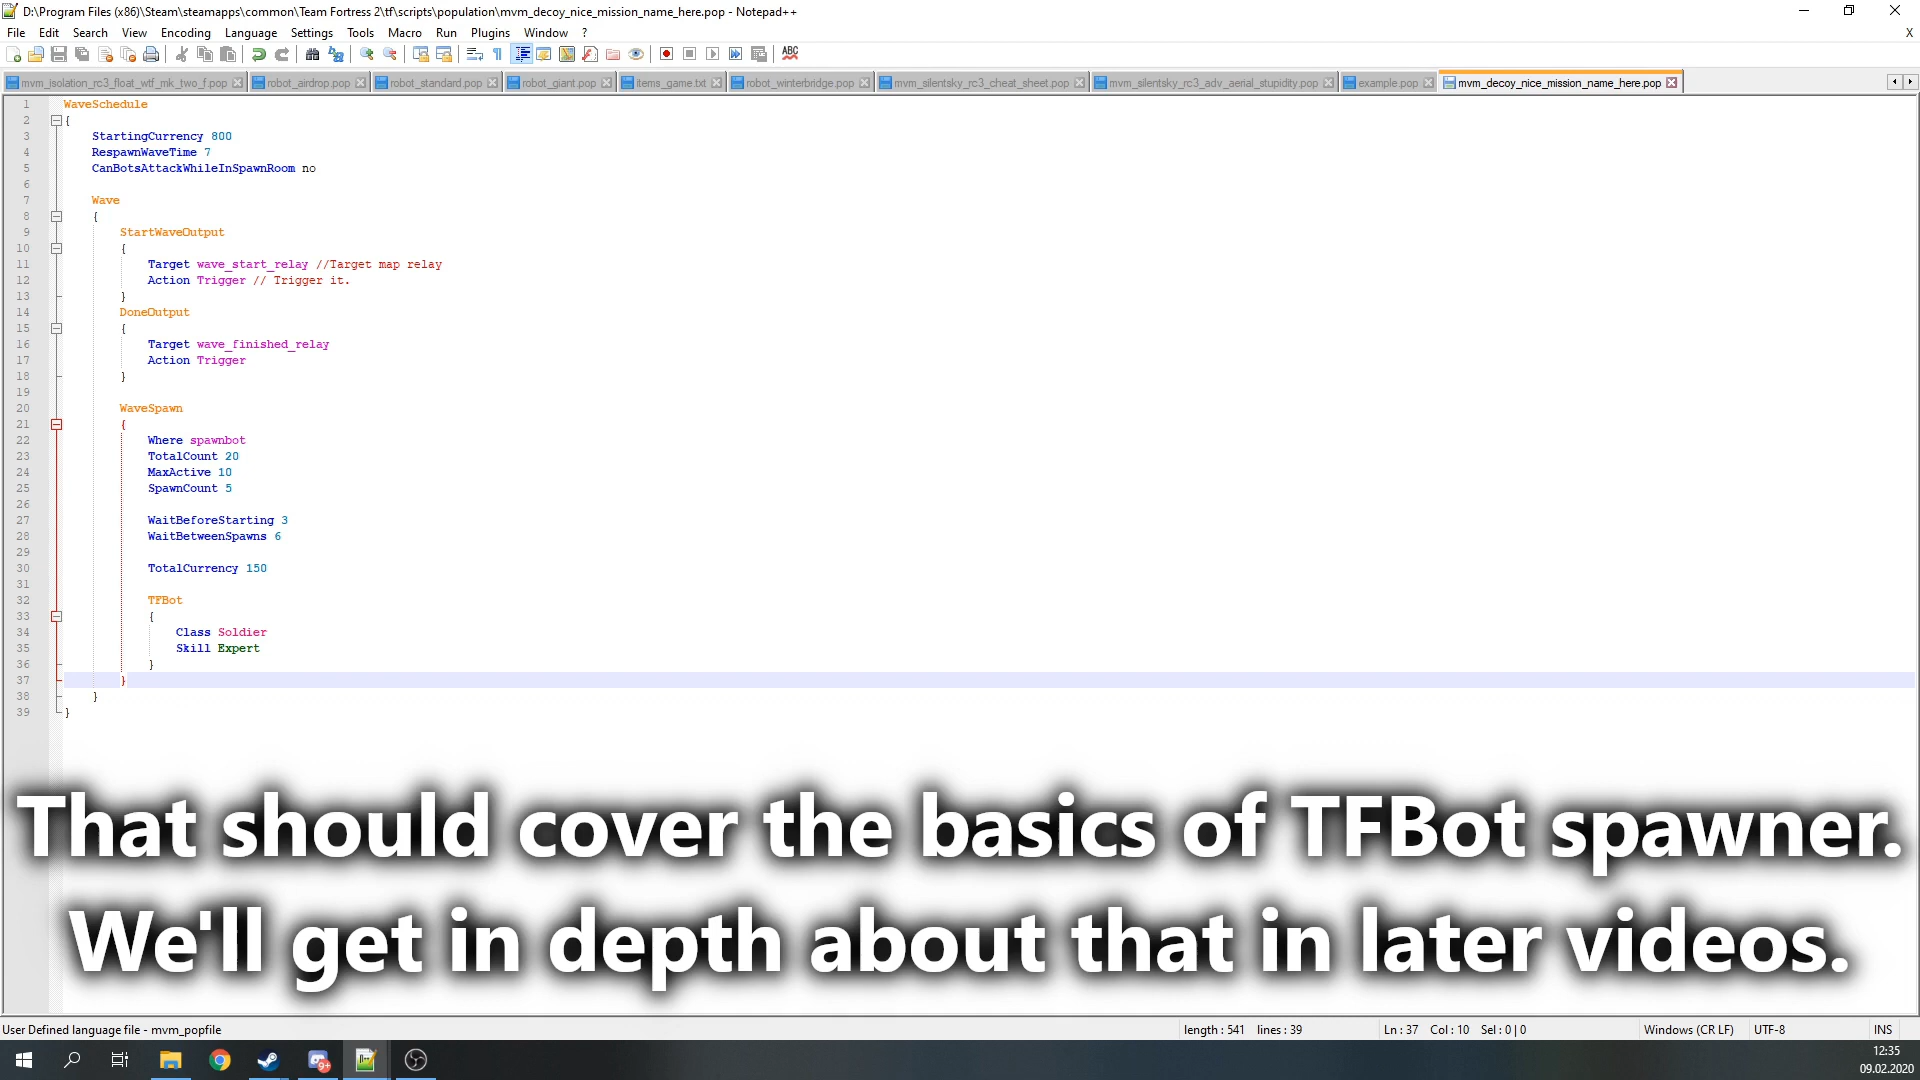 D:\Program Files (x86)\Steam\steamapps\common\Team Fortress 2\tf\scripts\population\mvm_decoy_nice_mission_name_here.pop - Notepad++
File Edit Search View Encoding Language Settings Tools Macro Run Plugins Window ? X
ABC
mvm_isolation_rc3_float_wtf_mk_two_f.pop robot_airdrop.pop robot_standard.pop robot_giant.pop items_game.txt robot_winterbridge.pop mvm_silentsky_rc3_cheat_sheet.pop mvm_silentsky_rc3_adv_aerial_stupidity.pop example.pop mvm_decoy_nice_mission_name_here.pop
1 WaveSchedule
2 {
3 StartingCurrency 800
4 RespawnWaveTime 7
5 CanBotsAttackWhileInSpawnRoom no
6
7 Wave
8 {
9 StartWaveOutput
10 {
11 Target wave_start_relay //Target map relay
12 Action Trigger // Trigger it.
13 }
14 DoneOutput
15 {
16 Target wave_finished_relay
17 Action Trigger
18 }
19
20 WaveSpawn
21 {
22 Where spawnbot
23 TotalCount 20
24 MaxActive 10
25 SpawnCount 5
26
27 WaitBeforeStarting 3
28 WaitBetweenSpawns 6
29
30 TotalCurrency 150
31
32 TFBot
33 {
34 Class Soldier
35 Skill Expert
36 }
37 }
38 }
39 }
That should cover the basics of TFBot spawner.
We'll get in depth about that in later videos.
User Defined language file - mvm_popfile length : 541 lines : 39 Ln : 37 Col : 10 Sel : 0 | 0 Windows (CR LF) UTF-8 INS
9+
12:35
09.02.2020